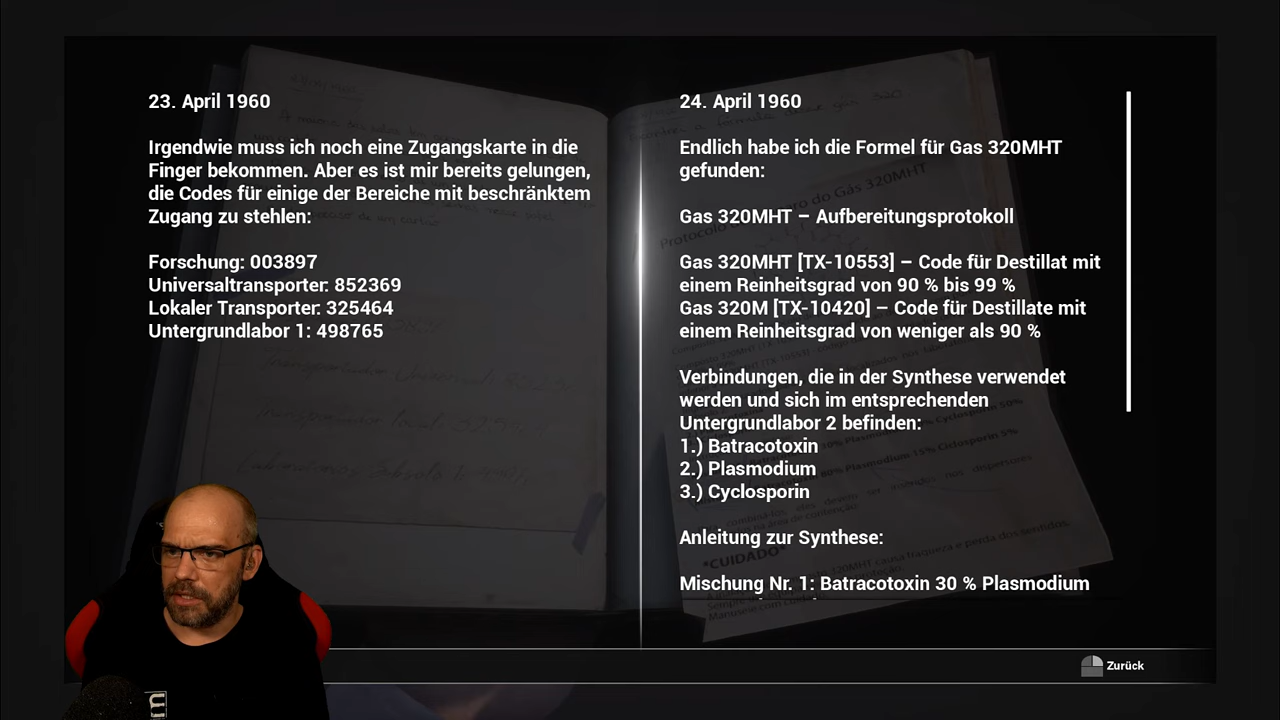 23. April 1960
Irgendwie muss ich noch eine Zugangskarte in die
Finger bekommen. Aber es ist mir bereits gelungen,
die Codes für einige der Bereiche mit beschränktem
Zugang zu stehlen:
Forschung: 003897
Universaltransporter: 852369
Lokaler Transporter: 325464
Untergrundlabor 1: 498765
24. April 1960
Endlich habe ich die Formel für Gas 320MHT
gefunden:
Gas 320MHT – Aufbereitungsprotokoll
Gas 320MHT [TX-10553] – Code für Destillat mit
einem Reinheitsgrad von 90 % bis 99 %
Gas 320M [TX-10420] – Code für Destillate mit
einem Reinheitsgrad von weniger als 90 %
Verbindungen, die in der Synthese verwendet
werden und sich im entsprechenden
Untergrundlabor 2 befinden:
1.) Batracotoxin
2.) Plasmodium
3.) Cyclosporin
Anleitung zur Synthese:
Mischung Nr. 1: Batracotoxin 30 % Plasmodium
*CUIDADO*
Zurück